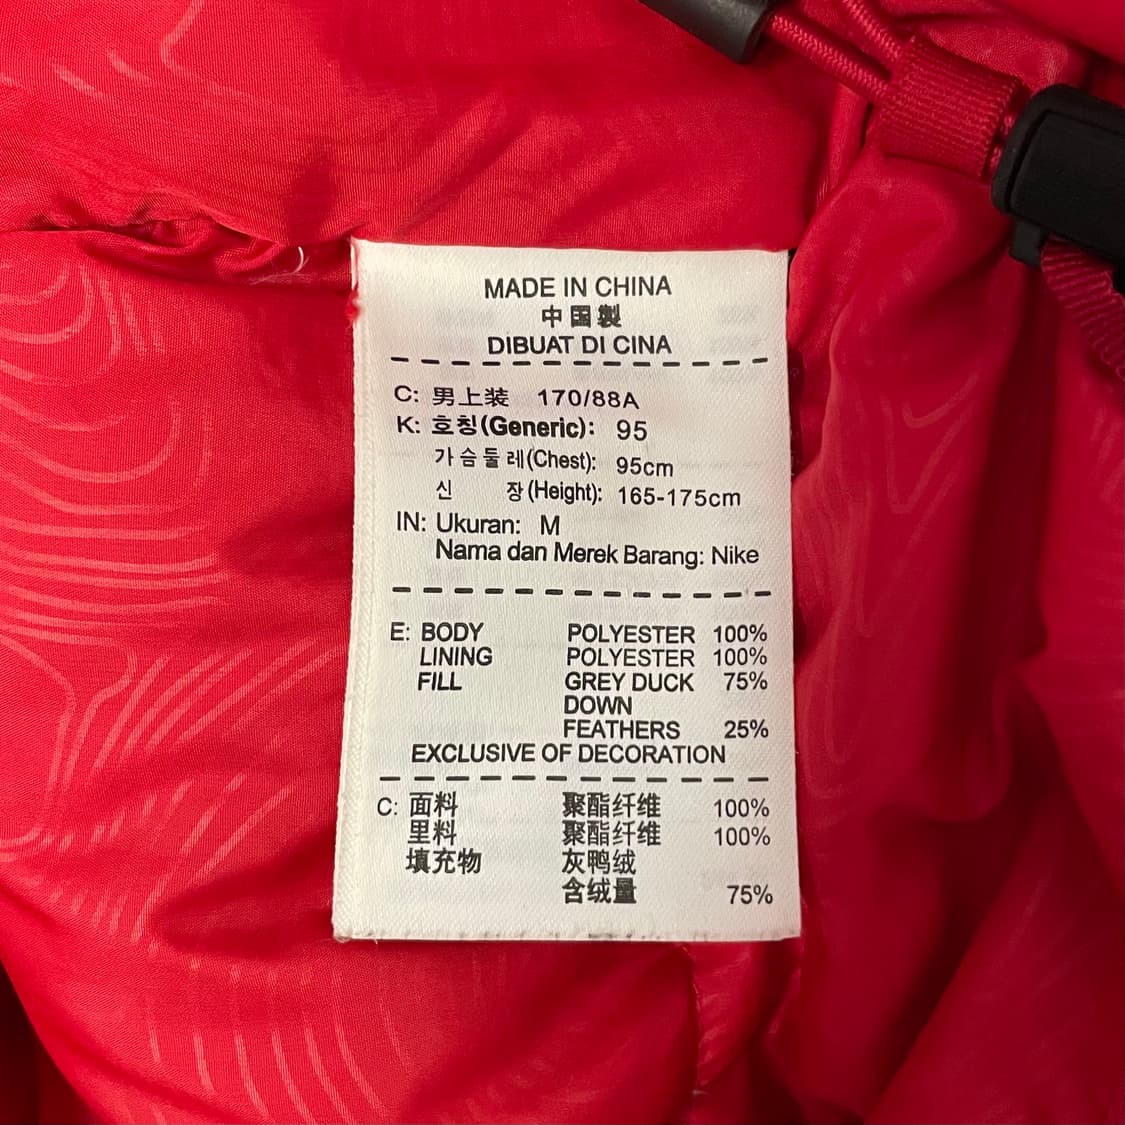 MADE IN CHINA
中国製
DIBUAT DI CINA
C: 男上装 170/88A
K: 호칭(Generic): 95
가슴둘레(Chest): 95cm
신 장(Height): 165-175cm
IN: Ukuran: M
Nama dan Merek Barang: Nike
E: BODY POLYESTER 100%
LINING POLYESTER 100%
FILL GREY DUCK 75%
DOWN
FEATHERS 25%
EXCLUSIVE OF DECORATION
C: 面料 聚酯纤维 100%
里料 聚酯纤维 100%
填充物 灰鸭绒
含绒量 75%